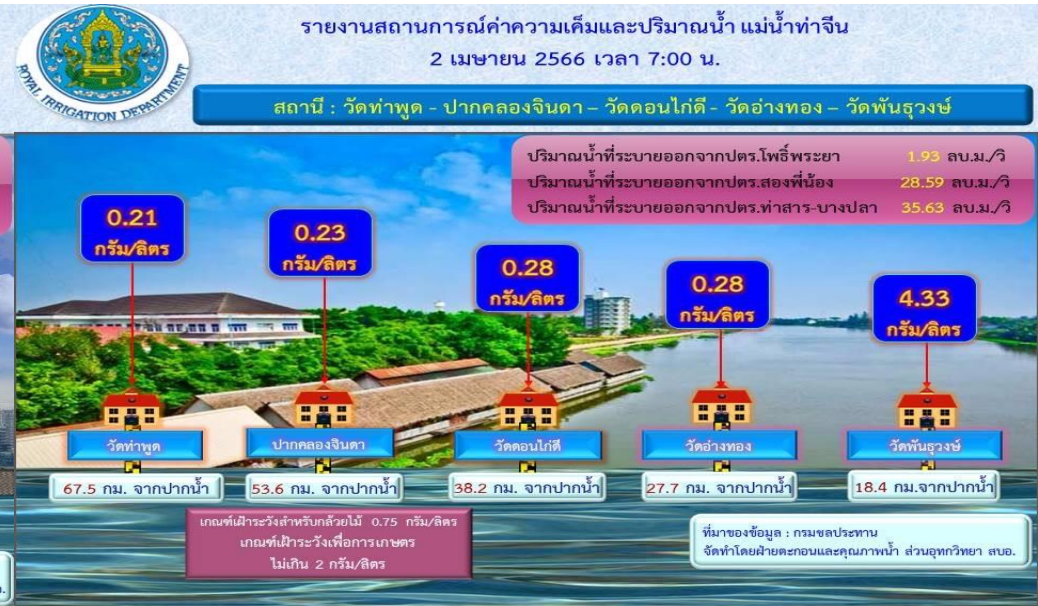 รายงานสถานการณ์ค่าความเค็มและปริมาณน้ำ แม่น้ำท่าจีน
2 เมษายน 2566 เวลา 7:00 น.
ROYAL IRRIGATION DEPARTMENT
สถานี : วัดท่าพูด - ปากคลองจินดา – วัดดอนไก่ดี - วัดอ่างทอง – วัดพันธุวงษ์
ปริมาณน้ำที่ระบายออกจากปตร.โพธิ์พระยา 1.93 ลบ.ม./วิ
ปริมาณน้ำที่ระบายออกจากปตร.สองพี่น้อง 28.59 ลบ.ม./วิ
ปริมาณน้ำที่ระบายออกจากปตร.ท่าสาร-บางปลา 35.63 ลบ.ม./วิ
0.21
กรัม/ลิตร
0.23
กรัม/ลิตร
0.28
กรัม/ลิตร
0.28
กรัม/ลิตร
4.33
กรัม/ลิตร
วัดท่าพูด
ปากคลองจินดา
วัดดอนไก่ดี
วัดอ่างทอง
วัดพันธุวงษ์
67.5 กม. จากปากน้ำ
53.6 กม. จากปากน้ำ
38.2 กม. จากปากน้ำ
27.7 กม. จากปากน้ำ
18.4 กม.จากปากน้ำ
เกณฑ์เฝ้าระวังสำหรับกล้วยไม้ 0.75 กรัม/ลิตร
เกณฑ์เฝ้าระวังเพื่อการเกษตร
ไม่เกิน 2 กรัม/ลิตร
ที่มาของข้อมูล : กรมชลประทาน
จัดทำโดยฝ่ายตะกอนและคุณภาพน้ำ ส่วนอุทกวิทยา สบอ.